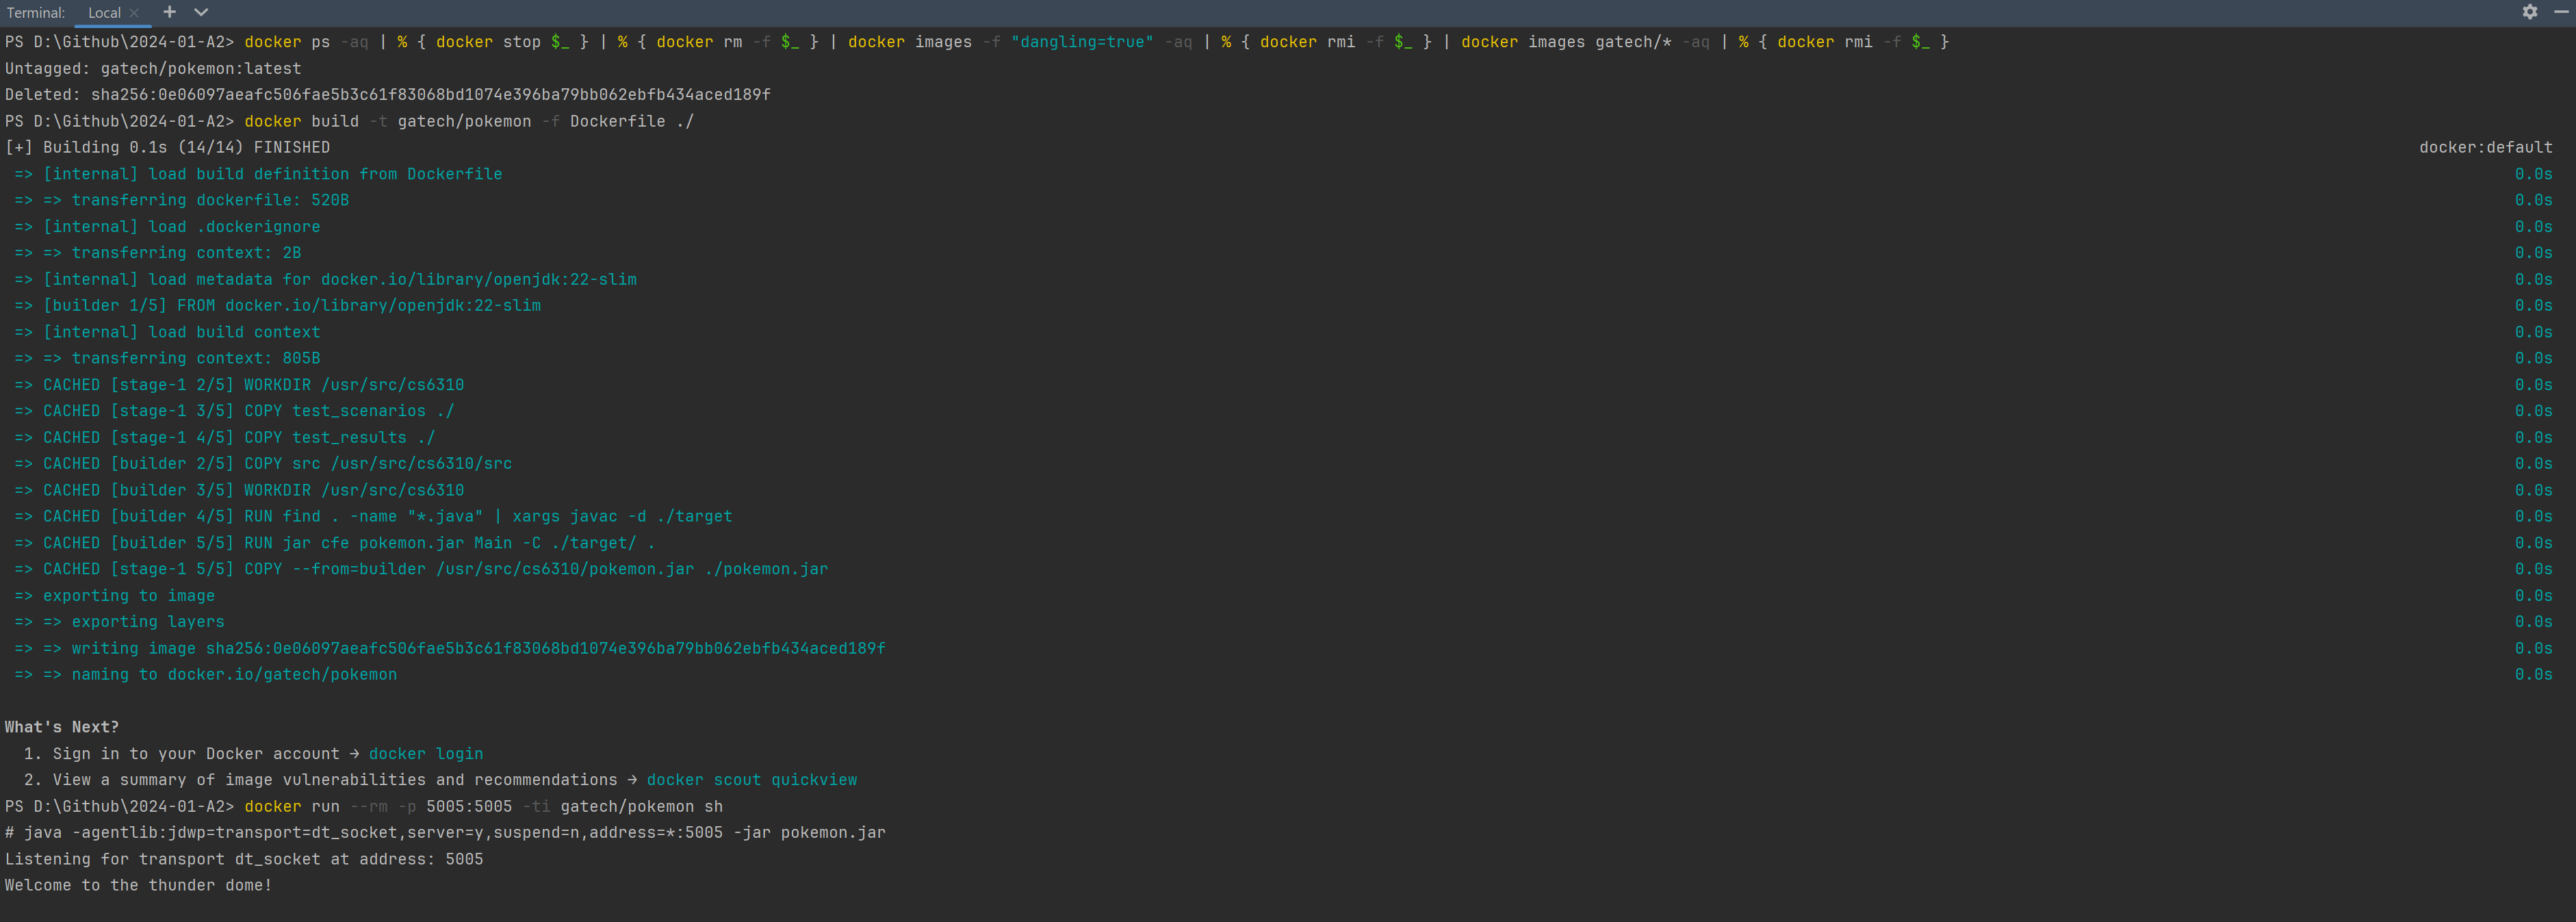 Terminal: Local × +
PS D:\Github\2024-01-A2> docker ps -aq | % { docker stop $_ } | % { docker rm -f $_ } | docker images -f "dangling=true" -aq | % { docker rmi -f $_ } | docker images gatech/* -aq | % { docker rmi -f $_ }
Untagged: gatech/pokemon:latest
Deleted: sha256:0e06097aeafc506fae5b3c61f83068bd1074e396ba79bb062ebfb434aced189f
PS D:\Github\2024-01-A2> docker build -t gatech/pokemon -f Dockerfile ./
[+] Building 0.1s (14/14) FINISHED docker:default
=> [internal] load build definition from Dockerfile 0.0s
=> => transferring dockerfile: 520B 0.0s
=> [internal] load .dockerignore 0.0s
=> => transferring context: 2B 0.0s
=> [internal] load metadata for docker.io/library/openjdk:22-slim 0.0s
=> [builder 1/5] FROM docker.io/library/openjdk:22-slim 0.0s
=> [internal] load build context 0.0s
=> => transferring context: 805B 0.0s
=> CACHED [stage-1 2/5] WORKDIR /usr/src/cs6310 0.0s
=> CACHED [stage-1 3/5] COPY test_scenarios ./ 0.0s
=> CACHED [stage-1 4/5] COPY test_results ./ 0.0s
=> CACHED [builder 2/5] COPY src /usr/src/cs6310/src 0.0s
=> CACHED [builder 3/5] WORKDIR /usr/src/cs6310 0.0s
=> CACHED [builder 4/5] RUN find . -name "*.java" | xargs javac -d ./target 0.0s
=> CACHED [builder 5/5] RUN jar cfe pokemon.jar Main -C ./target/ . 0.0s
=> CACHED [stage-1 5/5] COPY --from=builder /usr/src/cs6310/pokemon.jar ./pokemon.jar 0.0s
=> exporting to image 0.0s
=> => exporting layers 0.0s
=> => writing image sha256:0e06097aeafc506fae5b3c61f83068bd1074e396ba79bb062ebfb434aced189f 0.0s
=> => naming to docker.io/gatech/pokemon 0.0s
What's Next?
1. Sign in to your Docker account → docker login
2. View a summary of image vulnerabilities and recommendations → docker scout quickview
PS D:\Github\2024-01-A2> docker run --rm -p 5005:5005 -ti gatech/pokemon sh
# java -agentlib:jdwp=transport=dt_socket,server=y,suspend=n,address=*:5005 -jar pokemon.jar
Listening for transport dt_socket at address: 5005
Welcome to the thunder dome!